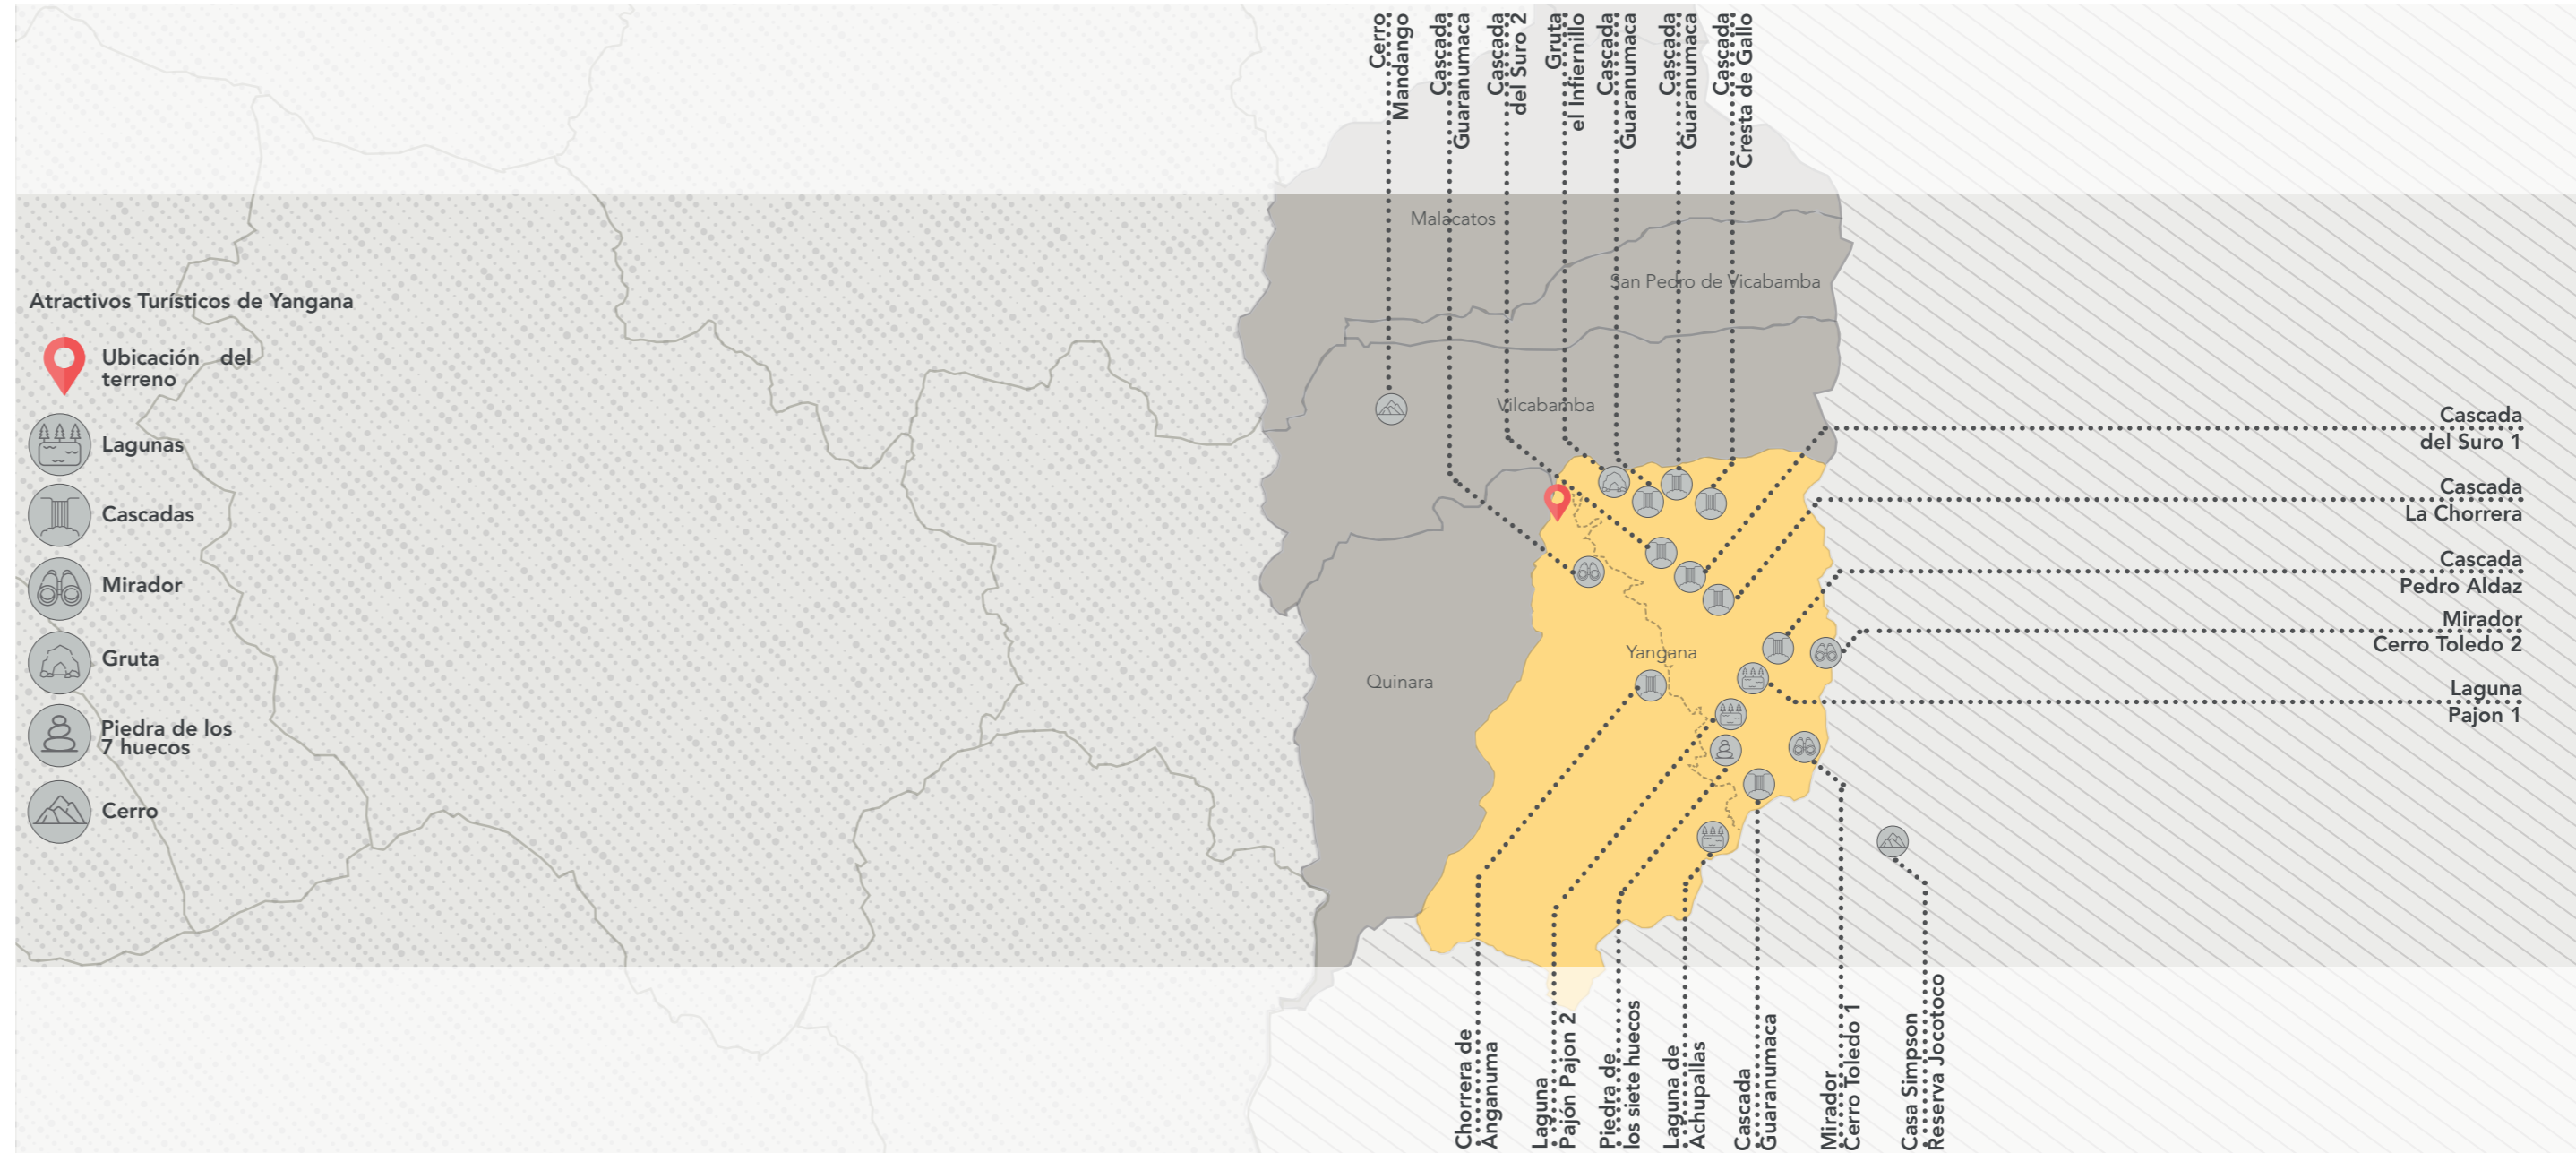 Cerro
Mandango
Cascada
Guaranumaca
Cascada
del Suro 2
Gruta
el Infiernillo
Cascada
Guaranumaca
Cascada
Guaranumaca
Cascada
Cresta de Gallo
Malacatos
San Pedro de Vicabamba
Vilcabamba
Quinara
Yangana
Atractivos Turísticos de Yangana
Ubicación del
terreno
Lagunas
Cascadas
Mirador
Gruta
Piedra de los
7 huecos
Cerro
Cascada
del Suro 1
Cascada
La Chorrera
Cascada
Pedro Aldaz
Mirador
Cerro Toledo 2
Laguna
Pajon 1
Chorrera de
Anganuma
Laguna
Pajón Pajon 2
Piedra de
los siete huecos
Laguna de
Achupallas
Cascada
Guaranumaca
Mirador
Cerro Toledo 1
Casa Simpson
Reserva Jocotoco